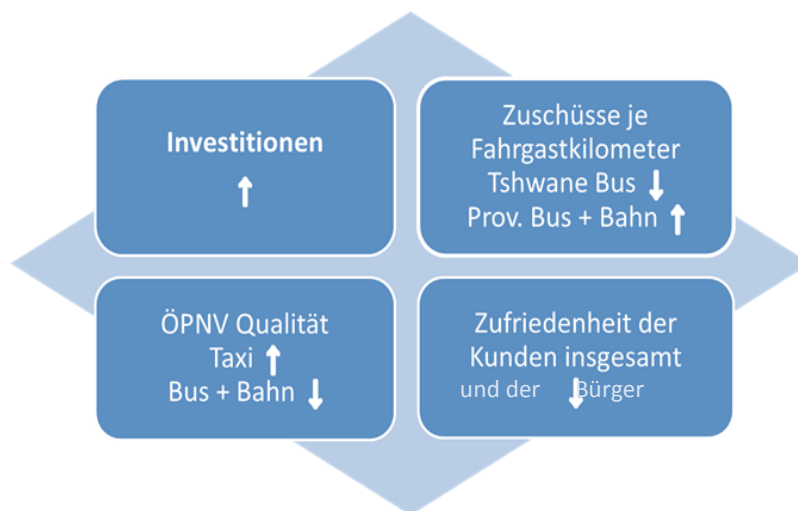 Investitionen
↑
Zuschüsse je
Fahrgastkilometer
Tshwane Bus ↓
Prov. Bus + Bahn ↑
ÖPNV Qualität
Taxi ↑
Bus + Bahn ↓
Zufriedenheit der
Kunden insgesamt
und der ↓ Bürger